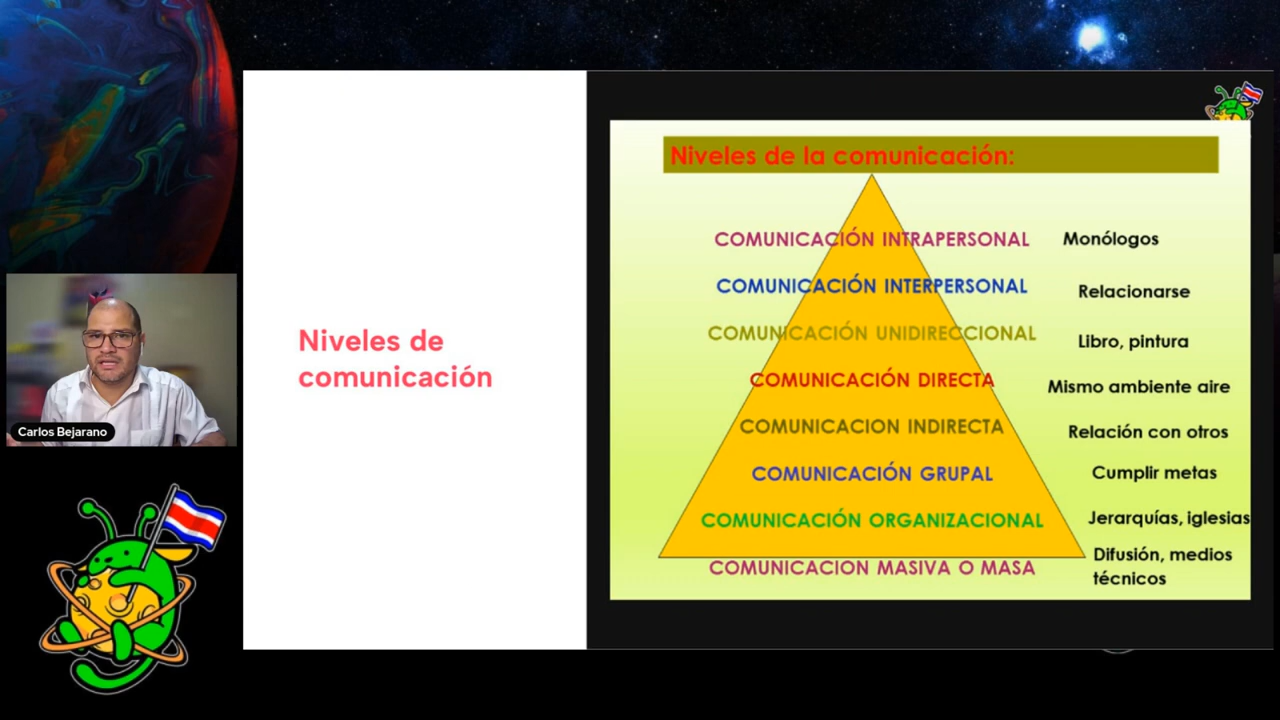 Carlos Bejarano
Niveles de
comunicación
Niveles de la comunicación:
COMUNICACIÓN INTRAPERSONAL Monólogos
COMUNICACIÓN INTERPERSONAL Relacionarse
COMUNICACIÓN UNIDIRECCIONAL Libro, pintura
COMUNICACIÓN DIRECTA Mismo ambiente aire
COMUNICACION INDIRECTA Relación con otros
COMUNICACIÓN GRUPAL Cumplir metas
COMUNICACIÓN ORGANIZACIONAL Jerarquías, iglesias
COMUNICACION MASIVA O MASA Difusión, medios
técnicos